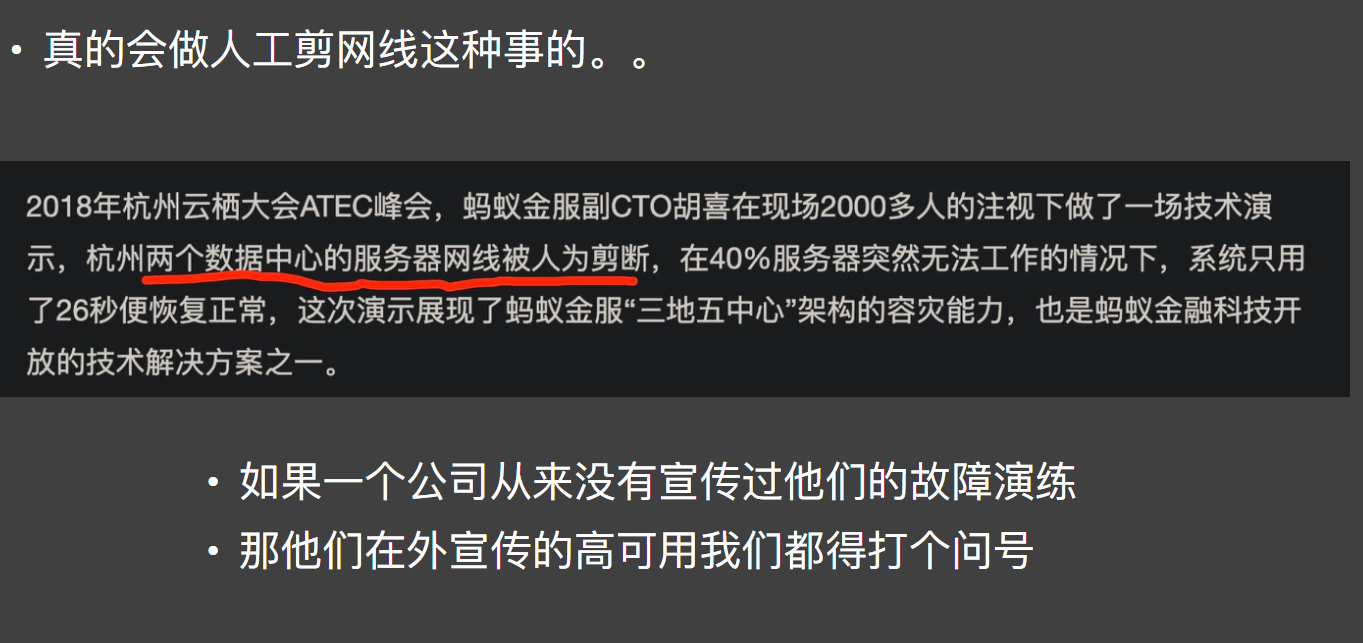 • 真的会做人工剪网线这种事的。。
2018年杭州云栖大会ATEC峰会，蚂蚁金服副CTO胡喜在现场2000多人的注视下做了一场技术演
示，杭州两个数据中心的服务器网线被人为剪断，在40%服务器突然无法工作的情况下，系统只用
了26秒便恢复正常，这次演示展现了蚂蚁金服“三地五中心”架构的容灾能力，也是蚂蚁金融科技开
放的技术解决方案之一。
• 如果一个公司从来没有宣传过他们的故障演练
• 那他们在外宣传的高可用我们都得打个问号